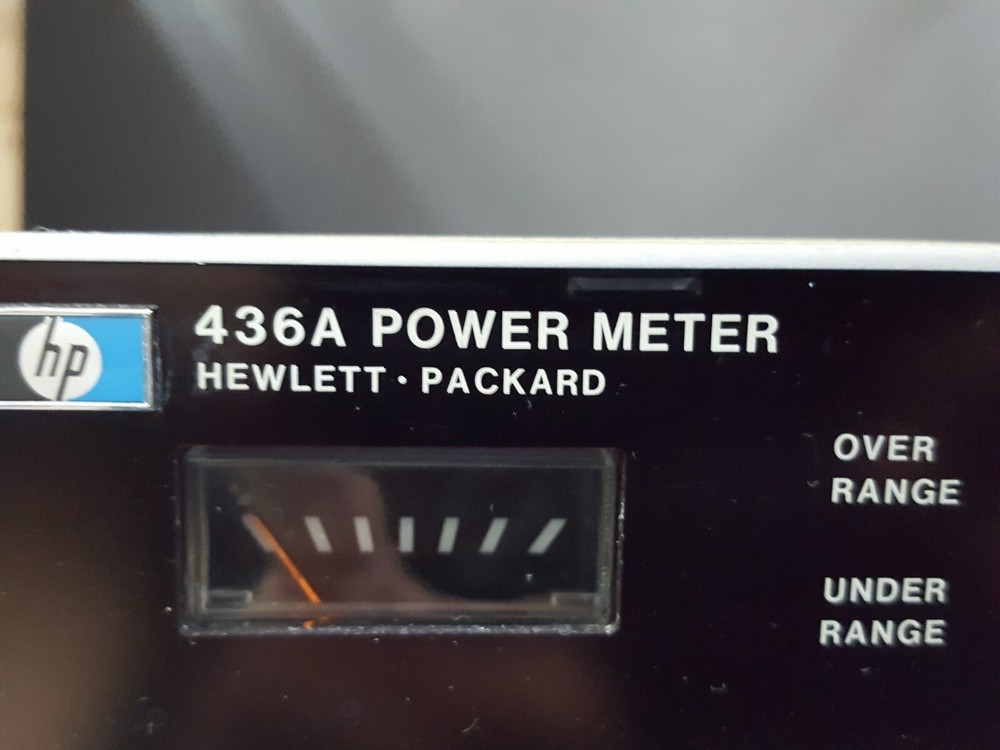 hp
436A POWER METER
HEWLETT · PACKARD
OVER
RANGE
UNDER
RANGE